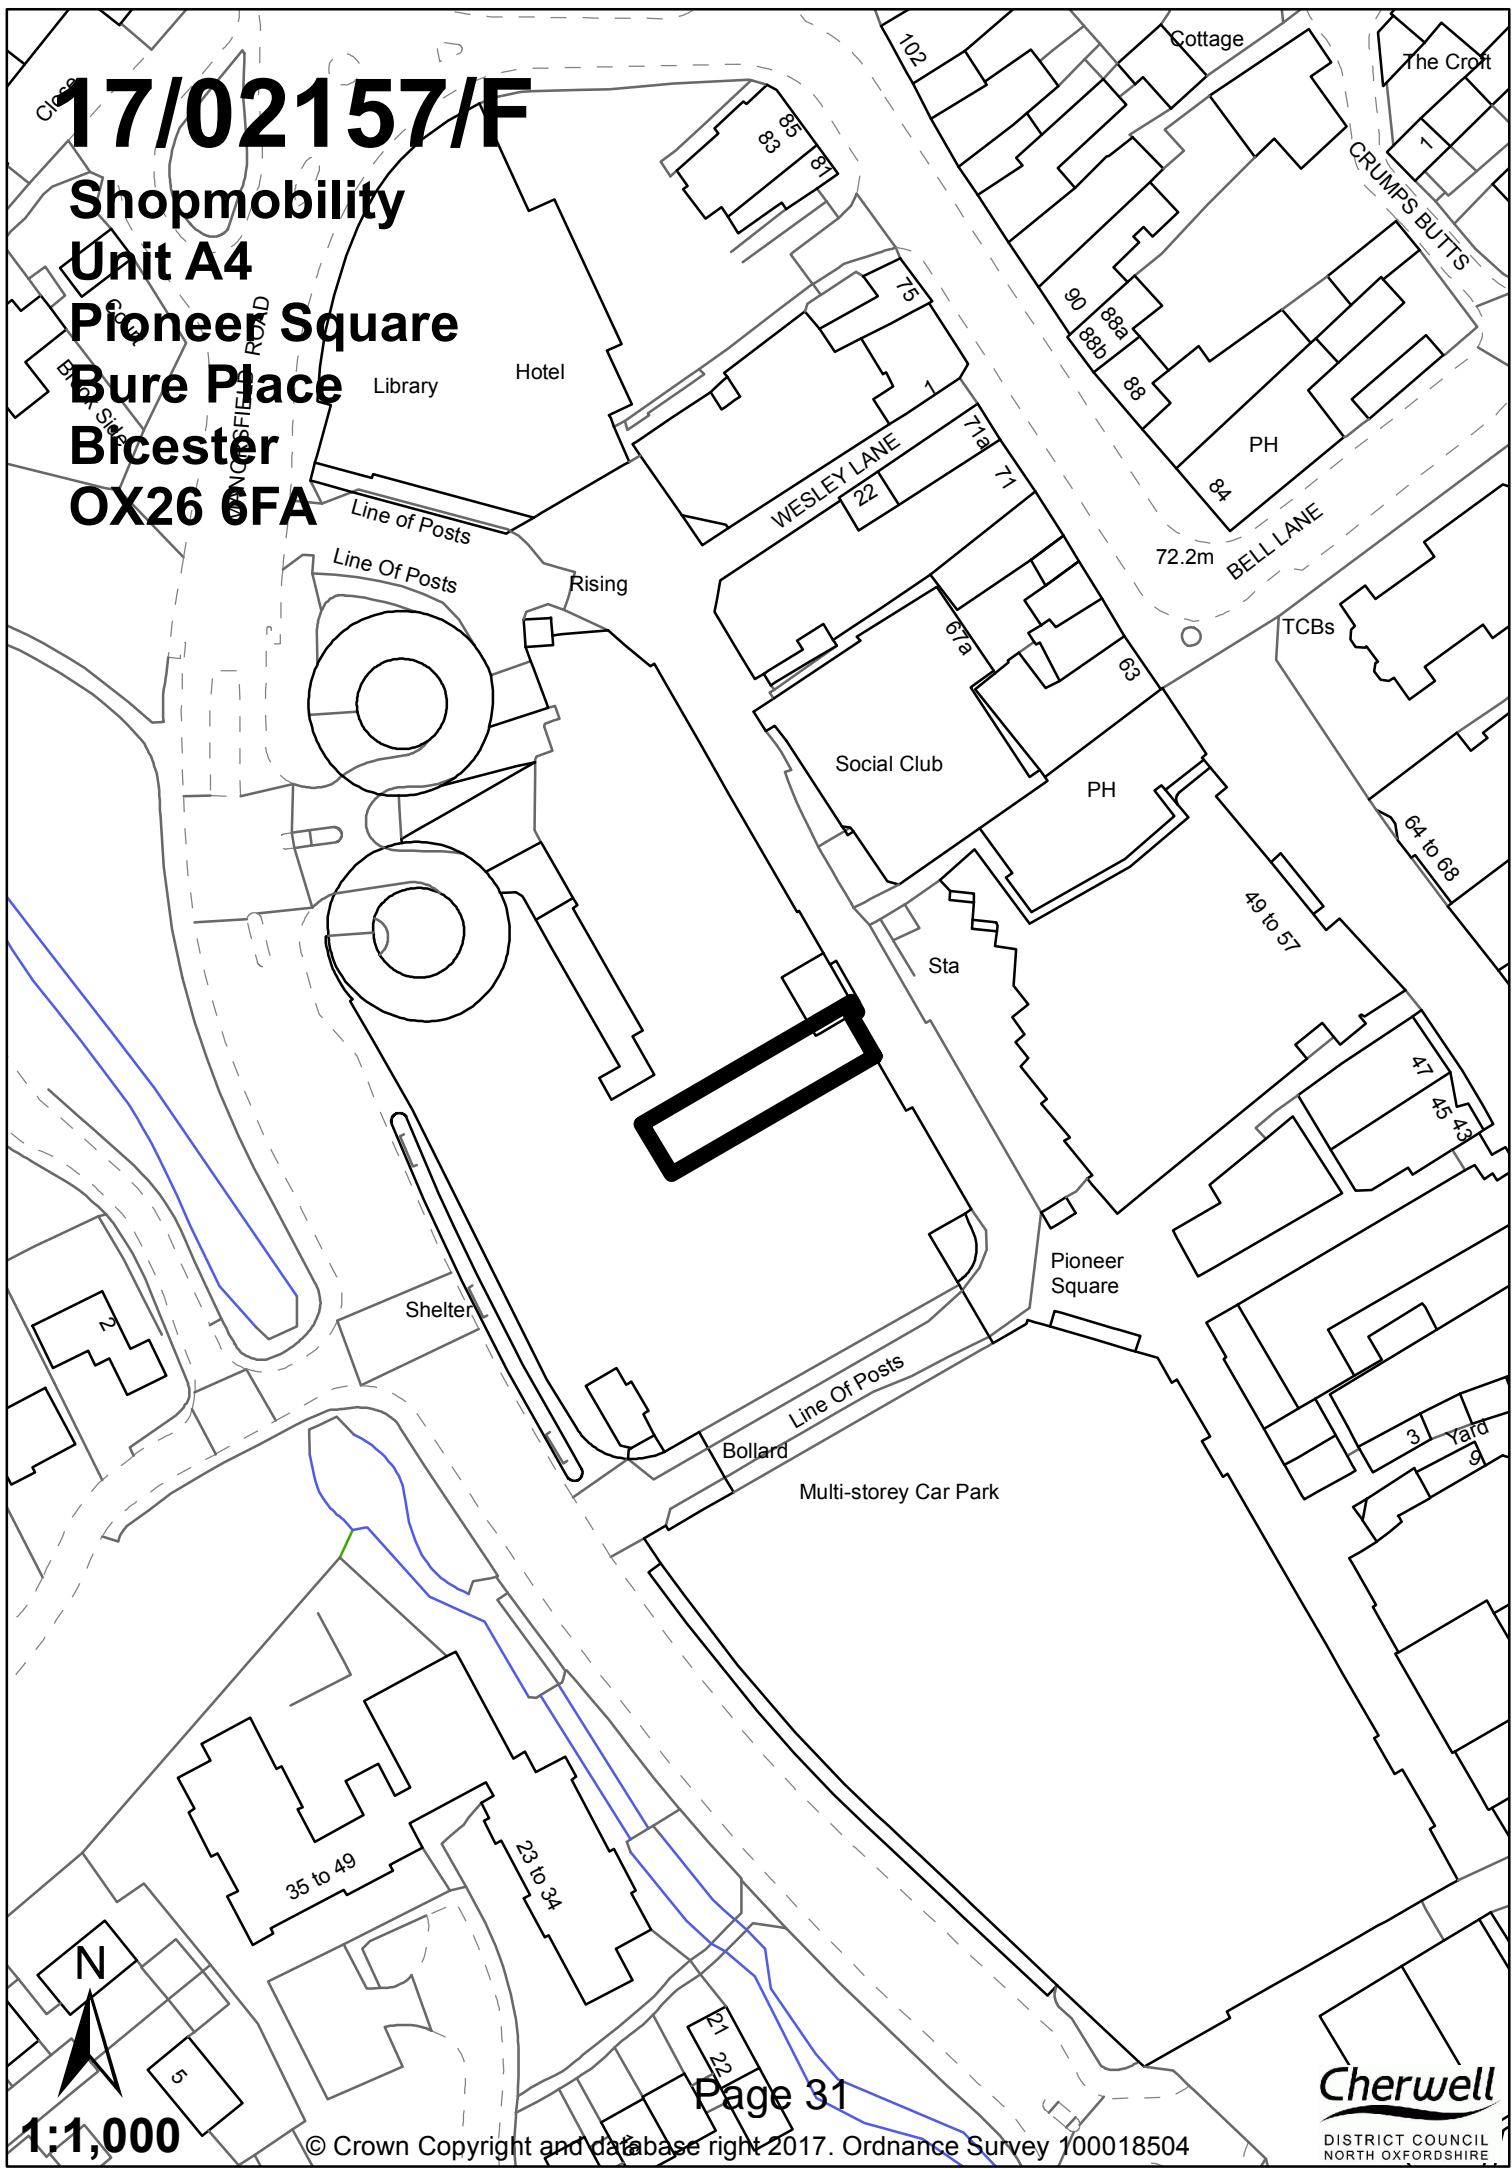 17/02157/F
Shopmobility
Unit A4
Pioneer Square
Bure Place
Bicester
OX26 6FA
Close
Court
Brook Side
ROAD
Library
Hotel
102
Cottage
The Croft
1
CRUMPS BUTTS
85
83
81
75
90
88a
88b
88
PH
84
1
WESLEY LANE
71a
22
71
BELL LANE
72.2m
Line of Posts
Line Of Posts
Rising
67a
63
TCBs
Social Club
PH
64 to 68
49 to 57
Sta
47
45
43
Pioneer
Square
2
Shelter
Line Of Posts
Bollard
Multi-storey Car Park
3
Yard
9
35 to 49
23 to 34
N
5
21
22
Page 31
1:1,000
© Crown Copyright and database right 2017. Ordnance Survey 100018504
Cherwell
DISTRICT COUNCIL
NORTH OXFORDSHIRE